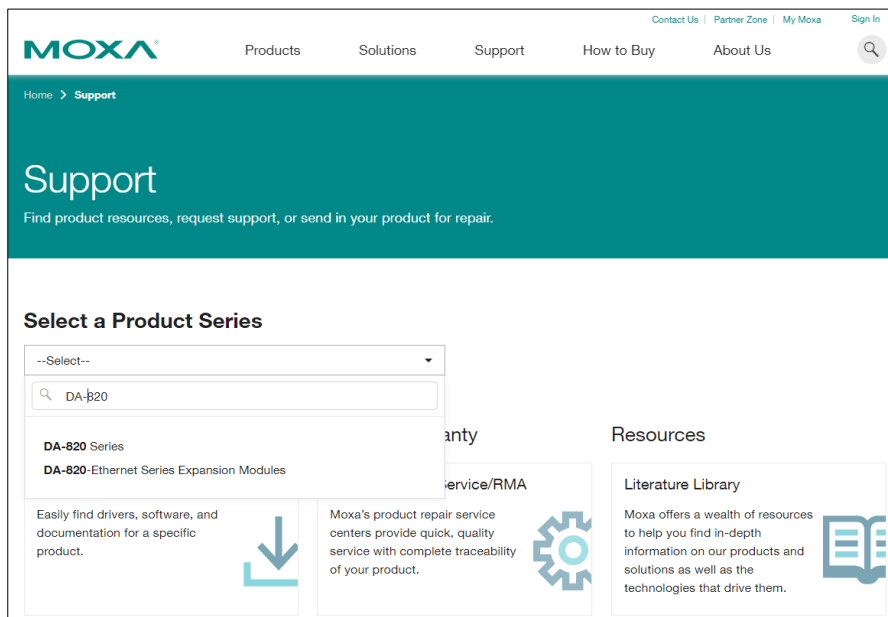 Contact Us | Partner Zone | My Moxa Sign In
MOXA® Products Solutions Support How to Buy About Us
Home > Support
Support
Find product resources, request support, or send in your product for repair.
Select a Product Series
--Select--
DA-820
DA-820 Series
DA-820-Ethernet Series Expansion Modules
anty
Resources
Service/RMA
Literature Library
Easily find drivers, software, and
documentation for a specific
product.
Moxa's product repair service
centers provide quick, quality
service with complete traceability
of your product.
Moxa offers a wealth of resources
to help you find in-depth
information on our products and
solutions as well as the
technologies that drive them.